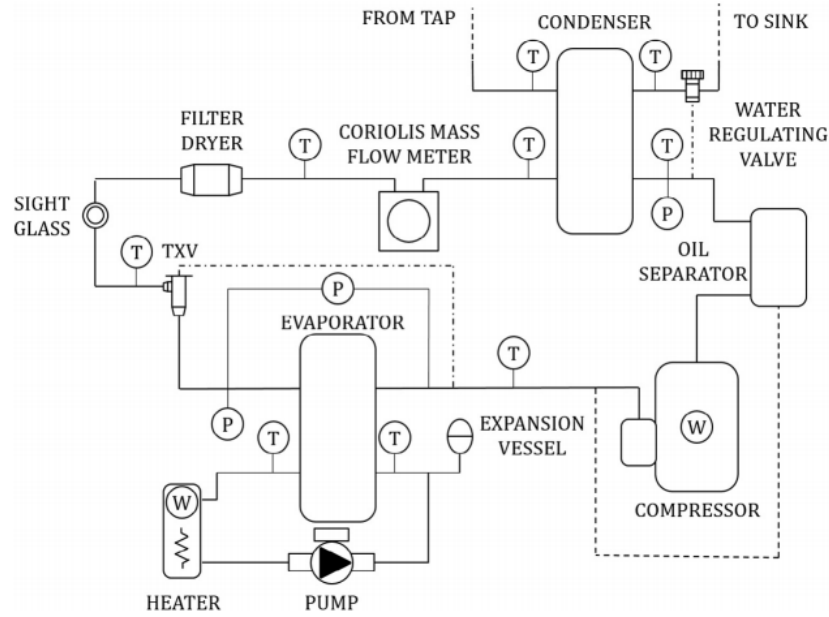 FROM TAP
CONDENSER
TO SINK
T
T
FILTER
DRYER
CORIOLIS MASS
FLOW METER
WATER
REGULATING
VALVE
T
T
T
P
SIGHT
GLASS
T
TXV
OIL
SEPARATOR
P
EVAPORATOR
T
P
T
T
EXPANSION
VESSEL
W
W
COMPRESSOR
HEATER
PUMP